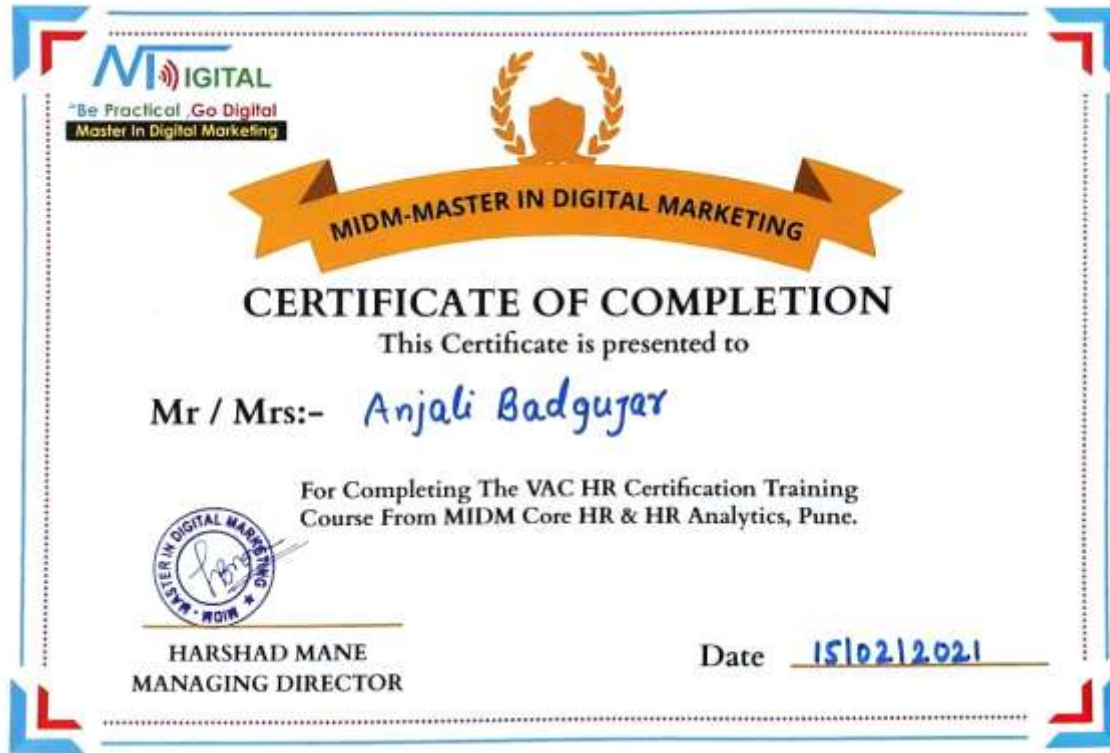 MIDIGITAL
"Be Practical ,Go Digital
Master In Digital Marketing
MIDM-MASTER IN DIGITAL MARKETING
CERTIFICATE OF COMPLETION
This Certificate is presented to
Mr / Mrs:- Anjali Badgujar
For Completing The VAC HR Certification Training
Course From MIDM Core HR & HR Analytics, Pune.
MASTER IN DIGITAL MARKETING ★ MIDM ★
HARSHAD MANE
MANAGING DIRECTOR
Date 15/02/2021